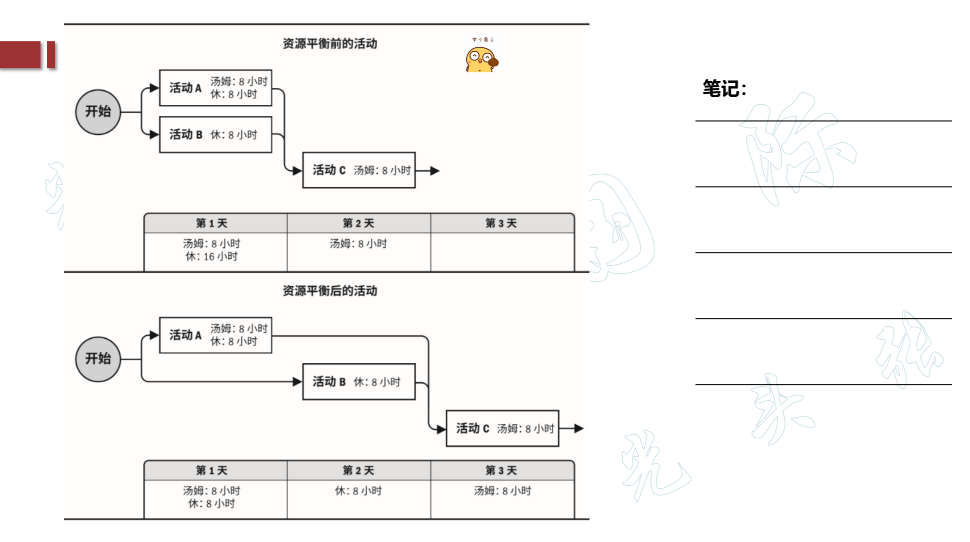 资源平衡前的活动
开始
活动 A 汤姆：8 小时
休：8 小时
活动 B 休：8 小时
活动 C 汤姆：8 小时
第 1 天 第 2 天 第 3 天
汤姆：8 小时 汤姆：8 小时
休：16 小时
资源平衡后的活动
开始
活动 A 汤姆：8 小时
休：8 小时
活动 B 休：8 小时
活动 C 汤姆：8 小时
第 1 天 第 2 天 第 3 天
汤姆：8 小时 休：8 小时 汤姆：8 小时
休：8 小时
笔记：